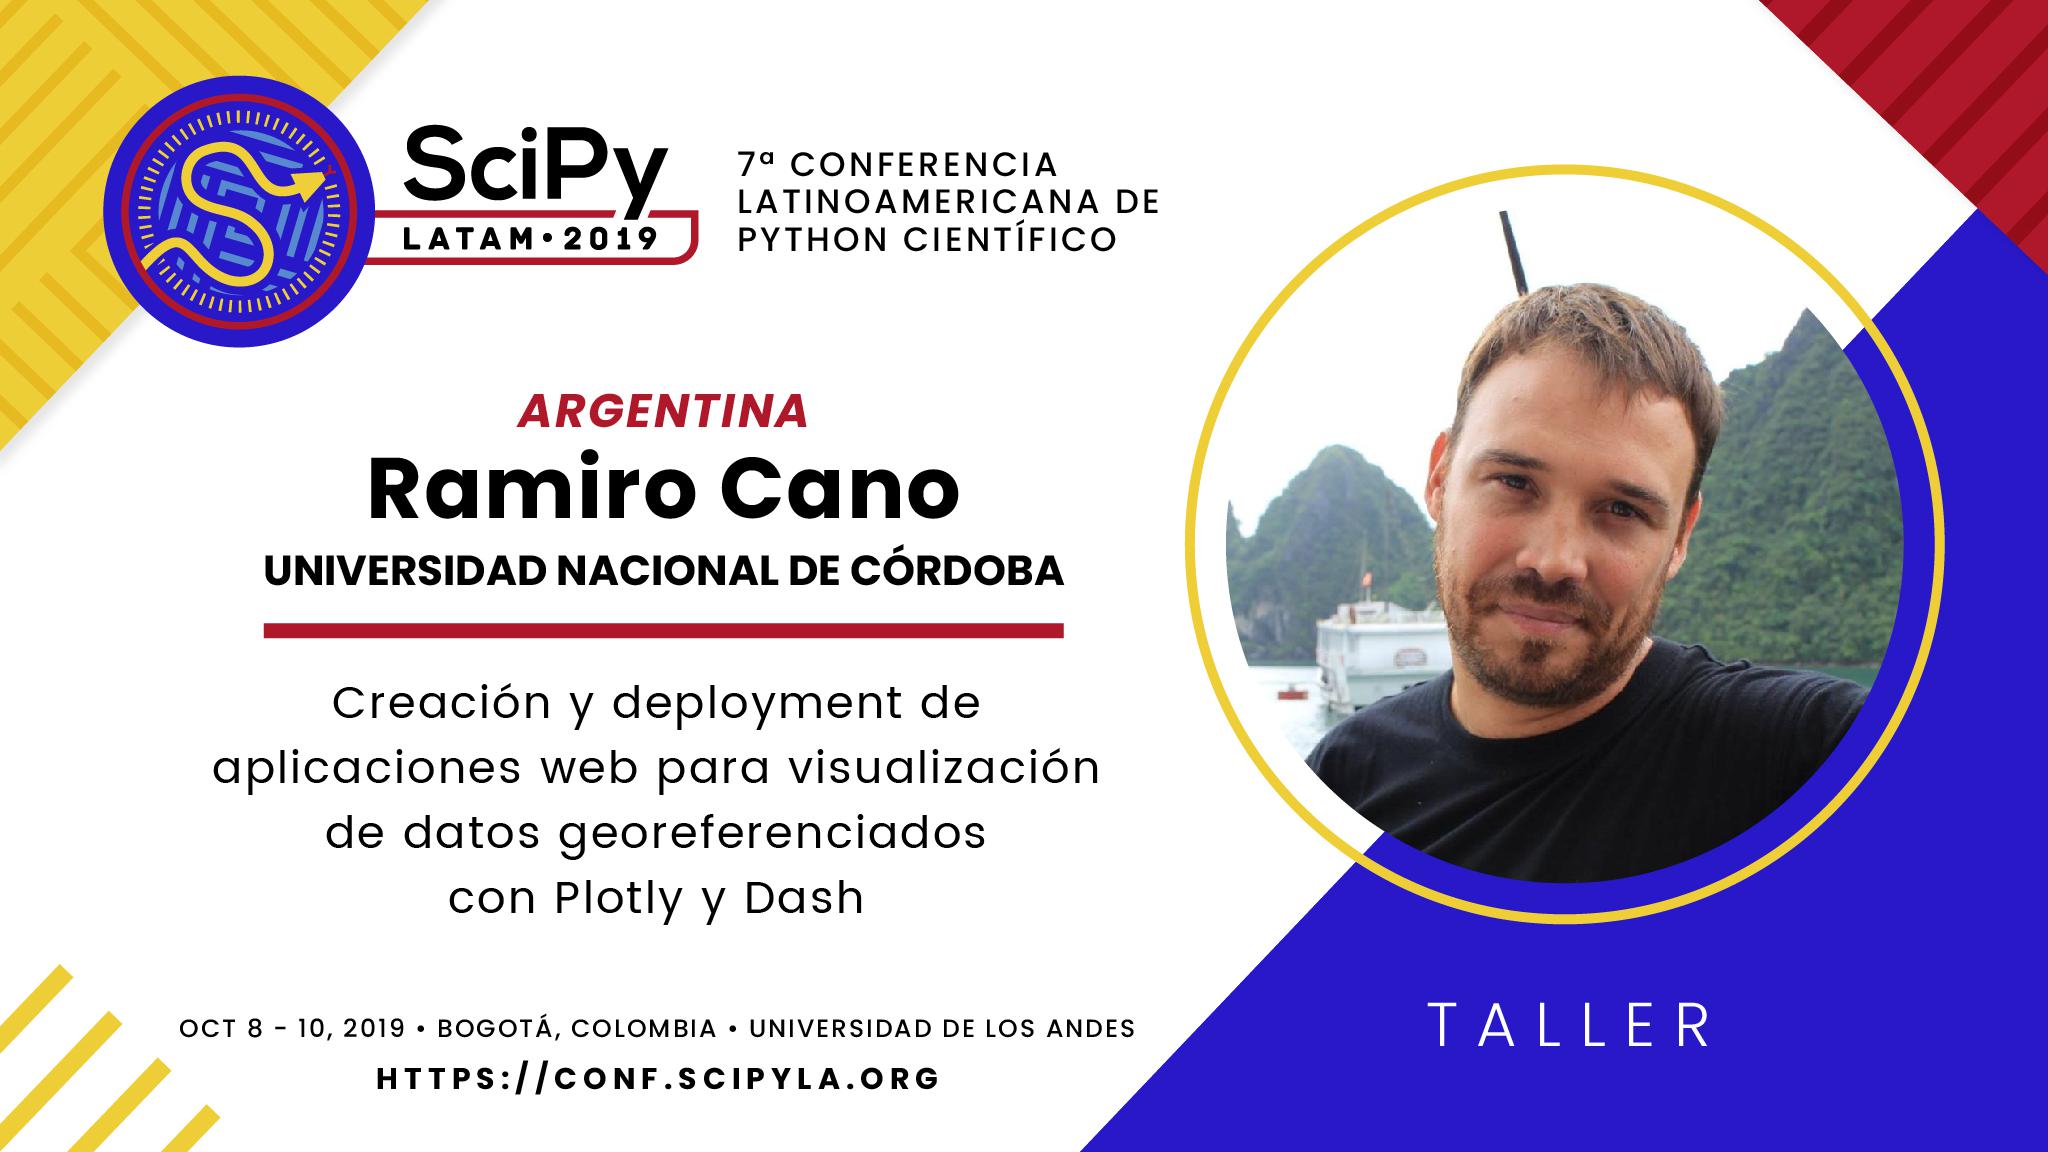 SciPy
LATAM • 2019
7ª CONFERENCIA
LATINOAMERICANA DE
PYTHON CIENTÍFICO
ARGENTINA
Ramiro Cano
UNIVERSIDAD NACIONAL DE CÓRDOBA
Creación y deployment de
aplicaciones web para visualización
de datos georeferenciados
con Plotly y Dash
OCT 8 - 10, 2019 • BOGOTÁ, COLOMBIA • UNIVERSIDAD DE LOS ANDES
HTTPS://CONF.SCIPYLA.ORG
TALLER